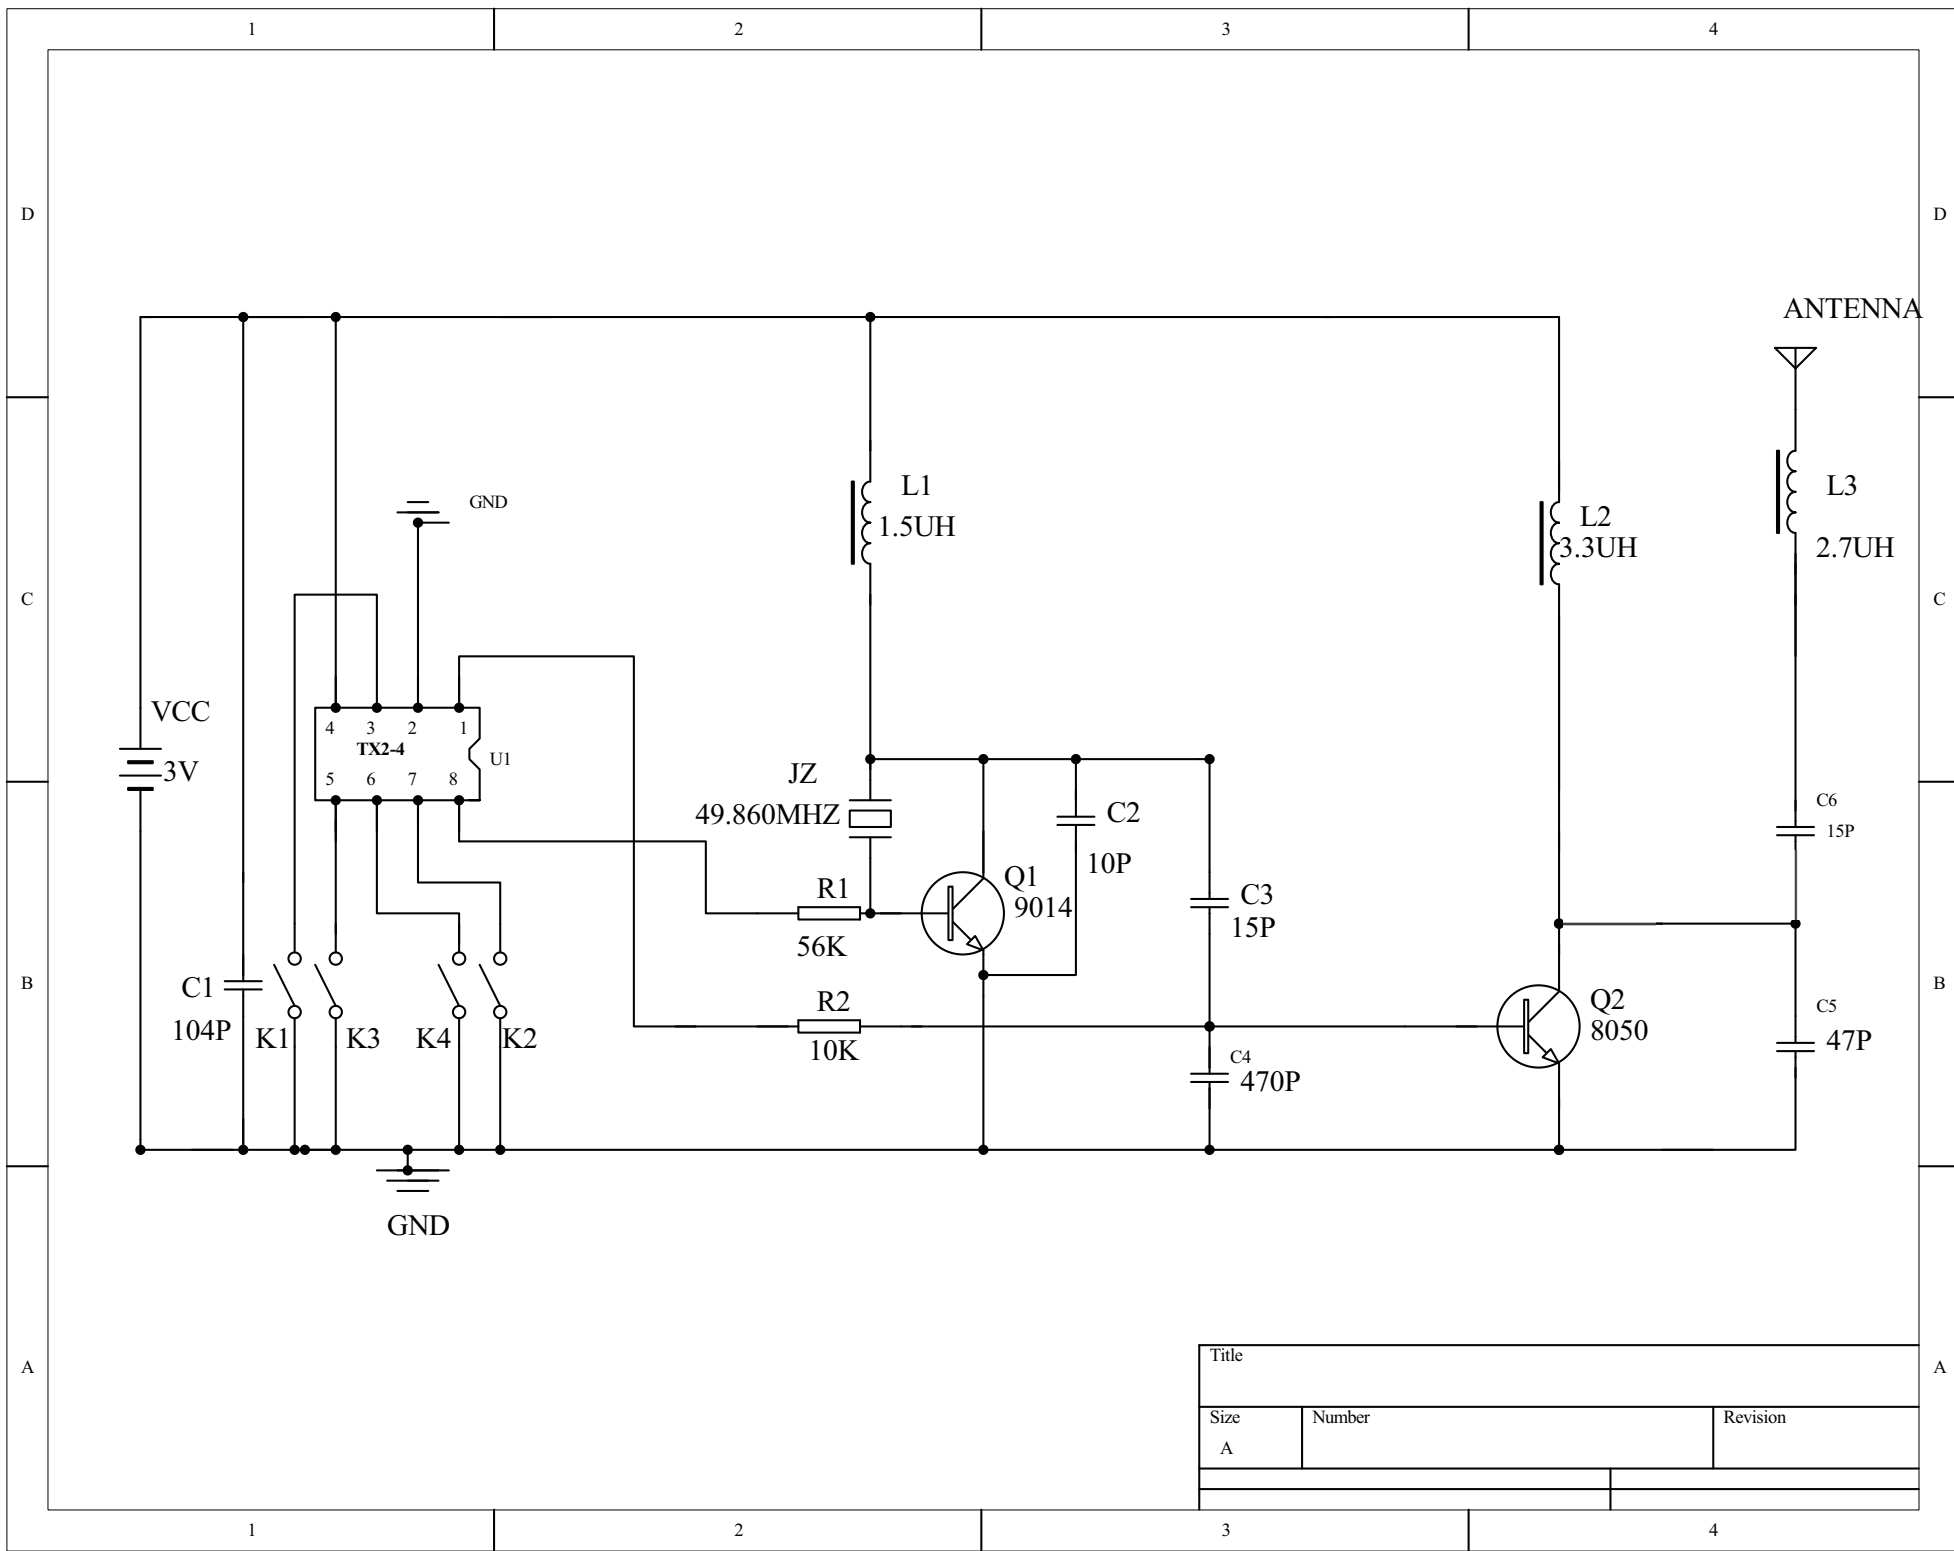 1 2 3 4
D D
ANTENNA
L1
1.5UH
GND
L2
3.3UH
L3
2.7UH
C C
VCC
3V
4 3 2 1
TX2-4
U1
5 6 7 8
JZ
49.860MHZ
C2
10P
C6
15P
R1
56K
Q1
9014
C3
15P
B B
C1
104P
K1 K3 K4 K2
R2
10K
C4
470P
Q2
8050
C5
47P
GND
A A
Title
Size Number Revision
A
1 2 3 4